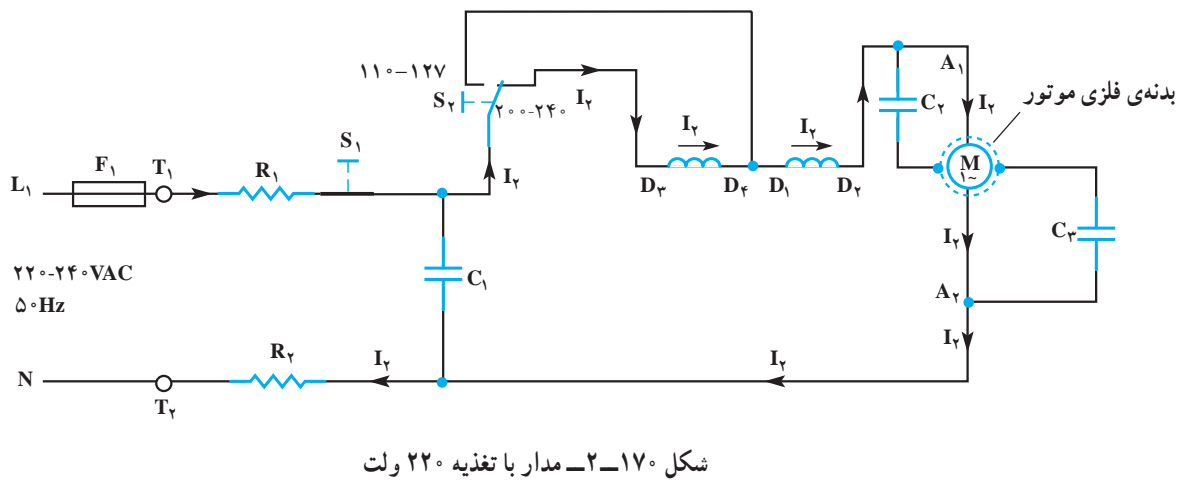 ۱۱۰–۱۲۷
S۲
۲۰۰-۲۴۰
I۲
I۲
I۲
I۲
D۳
D۴
D۱
D۲
C۲
A۱
I۲
بدنه‌ی فلزی موتور
M
۱~
C۳
I۲
A۲
I۲
L۱
F۱
T۱
R۱
S۱
C۱
۲۲۰-۲۴۰VAC
۵۰Hz
N
T۲
R۲
I۲
I۲
شکل ۱۷۰ــ۲ــ مدار با تغذیه ۲۲۰ ولت